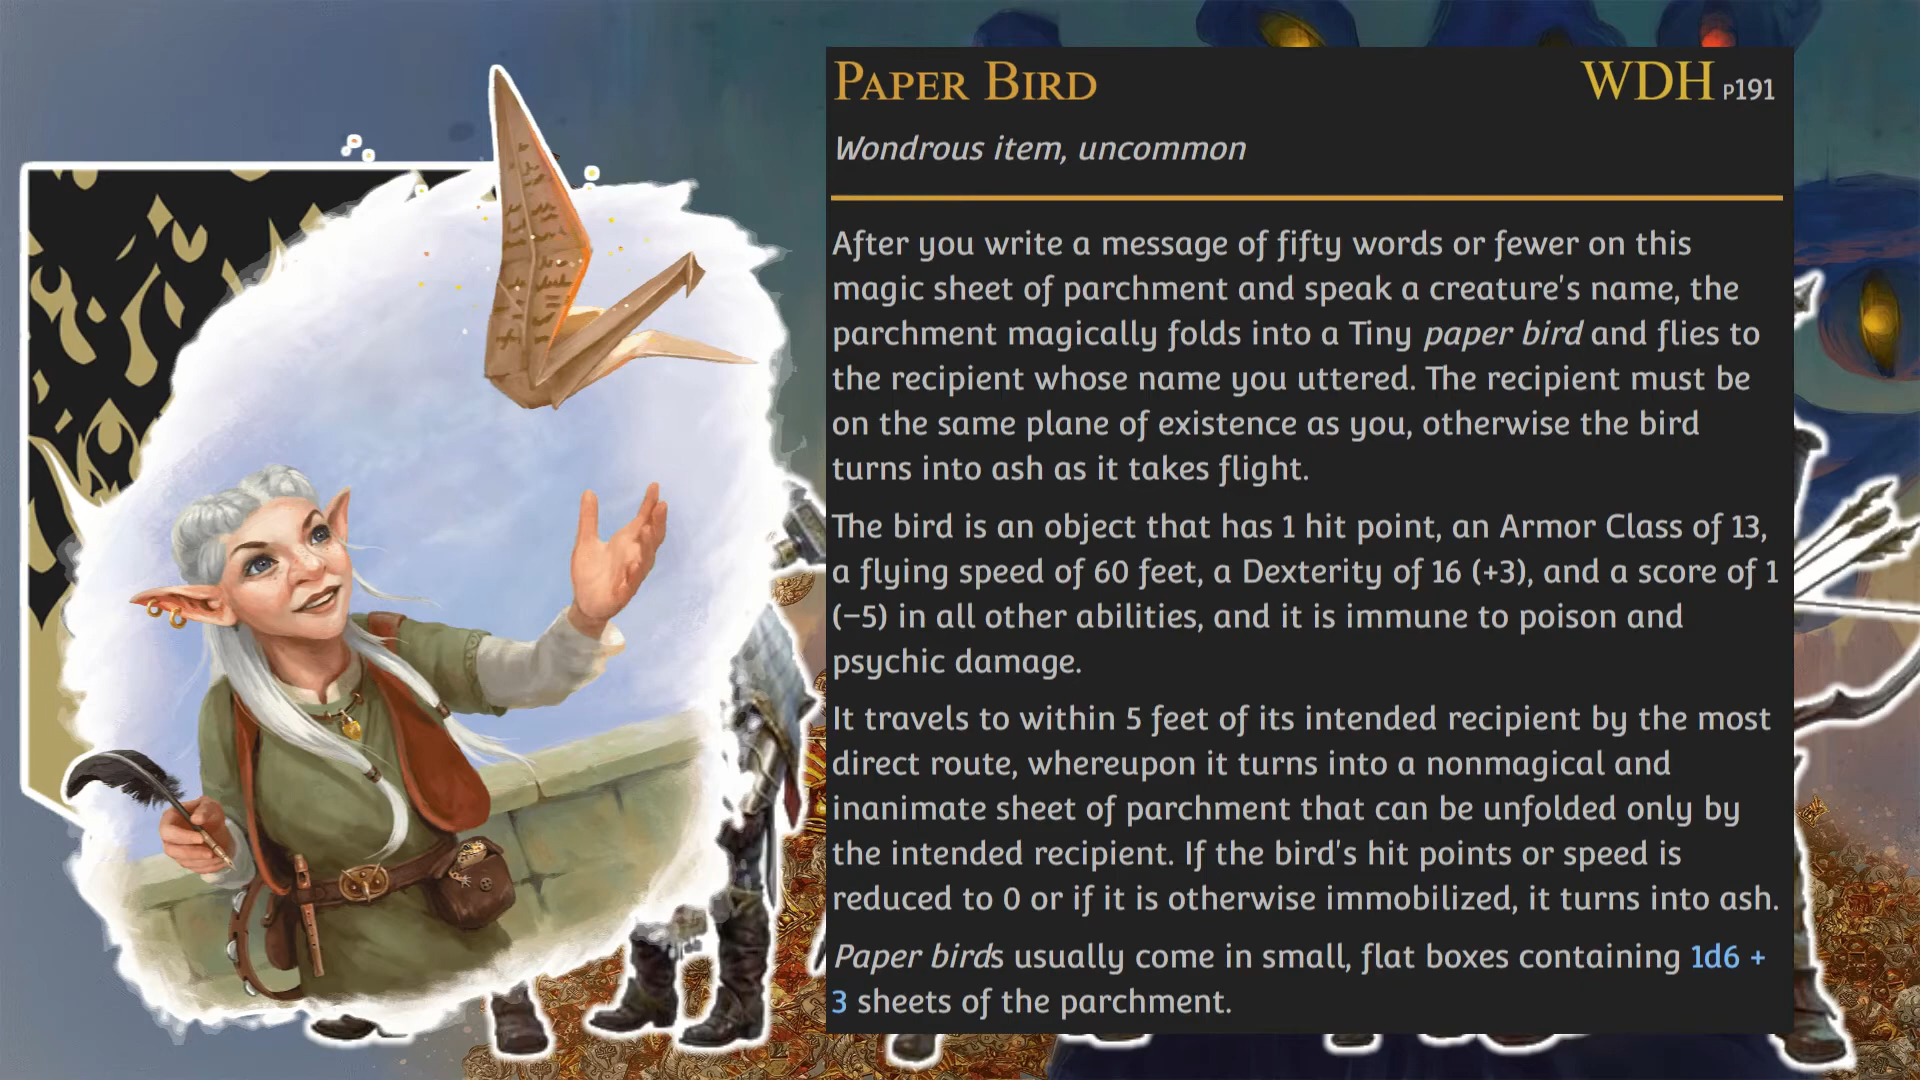 PAPER BIRD
WDH P191
Wondrous item, uncommon
After you write a message of fifty words or fewer on this
magic sheet of parchment and speak a creature's name, the
parchment magically folds into a Tiny paper bird and flies to
the recipient whose name you uttered. The recipient must be
on the same plane of existence as you, otherwise the bird
turns into ash as it takes flight.
The bird is an object that has 1 hit point, an Armor Class of 13,
a flying speed of 60 feet, a Dexterity of 16 (+3), and a score of 1
(−5) in all other abilities, and it is immune to poison and
psychic damage.
It travels to within 5 feet of its intended recipient by the most
direct route, whereupon it turns into a nonmagical and
inanimate sheet of parchment that can be unfolded only by
the intended recipient. If the bird's hit points or speed is
reduced to 0 or if it is otherwise immobilized, it turns into ash.
Paper birds usually come in small, flat boxes containing 1d6 +
3 sheets of the parchment.